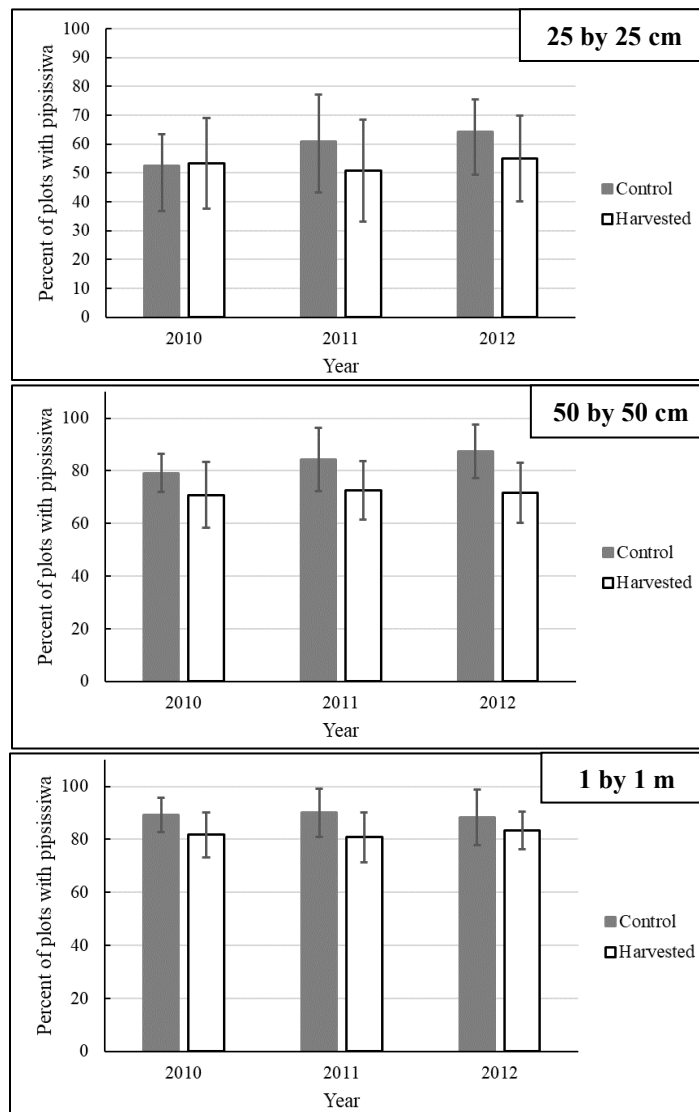 25 by 25 cm
Percent of plots with pipsissiwa
100
90
80
70
60
50
40
30
20
10
0
2010 2011 2012
Year
Control
Harvested
50 by 50 cm
Percent of plots with pipsissiwa
100
80
60
40
20
0
2010 2011 2012
Year
Control
Harvested
1 by 1 m
Percent of plots with pipsissiwa
100
80
60
40
20
0
2010 2011 2012
Year
Control
Harvested